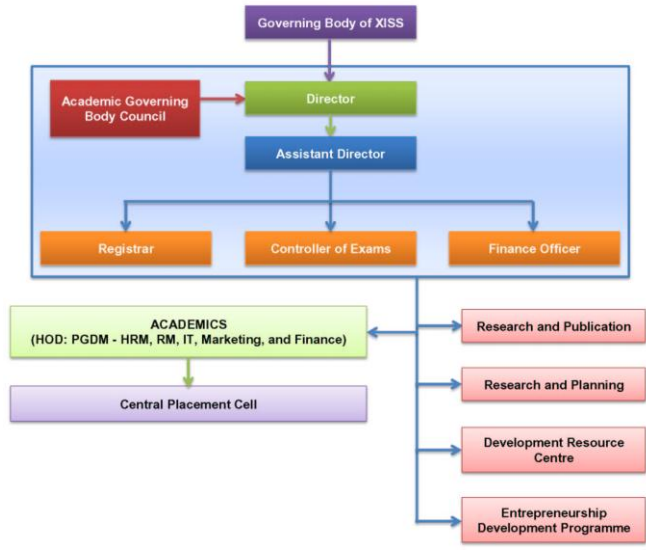 Governing Body of XISS
Academic Governing
Body Council
Director
Assistant Director
Registrar
Controller of Exams
Finance Officer
ACADEMICS
(HOD: PGDM - HRM, RM, IT, Marketing, and Finance)
Central Placement Cell
Research and Publication
Research and Planning
Development Resource
Centre
Entrepreneurship
Development Programme